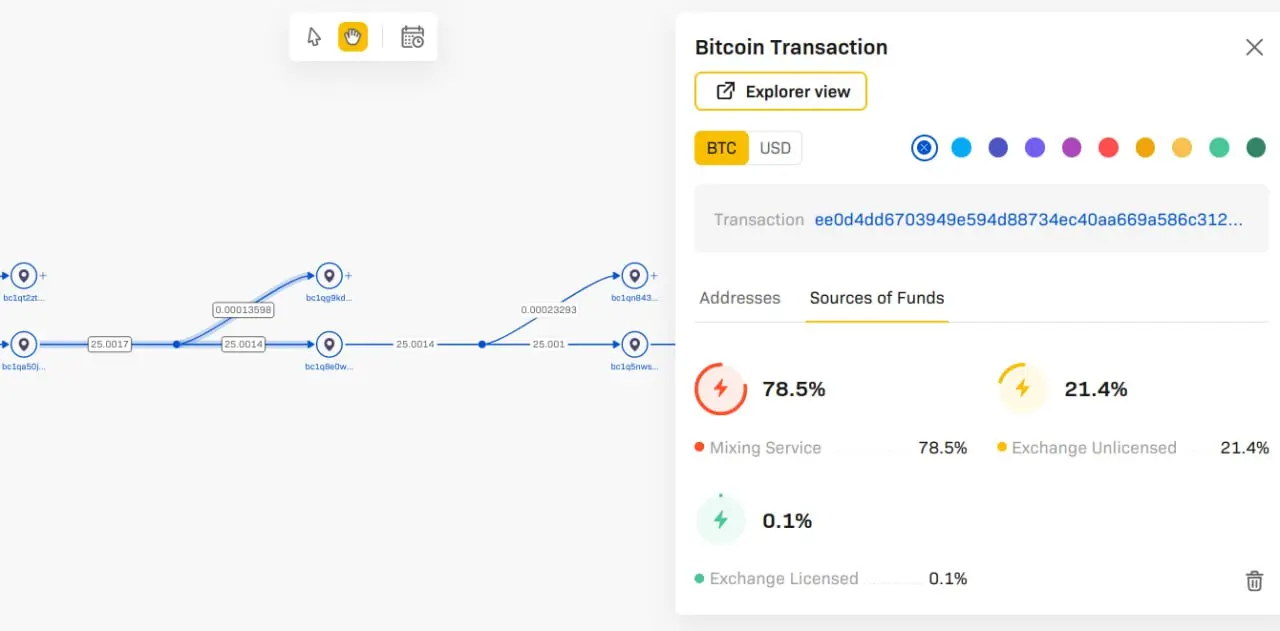 Bitcoin Transaction
Explorer view
BTC USD
Transaction ee0d4dd6703949e594d88734ec40aa669a586c312...
Addresses Sources of Funds
78.5% 21.4%
Mixing Service 78.5% Exchange Unlicensed 21.4%
0.1%
Exchange Licensed 0.1%
bc1qt2zt... bc1qg9kd... bc1qn843...
0.00013598 0.00023293
25.0017 25.0014 25.0014 25.001
bc1qa50j... bc1q8e0w... bc1q5nws...